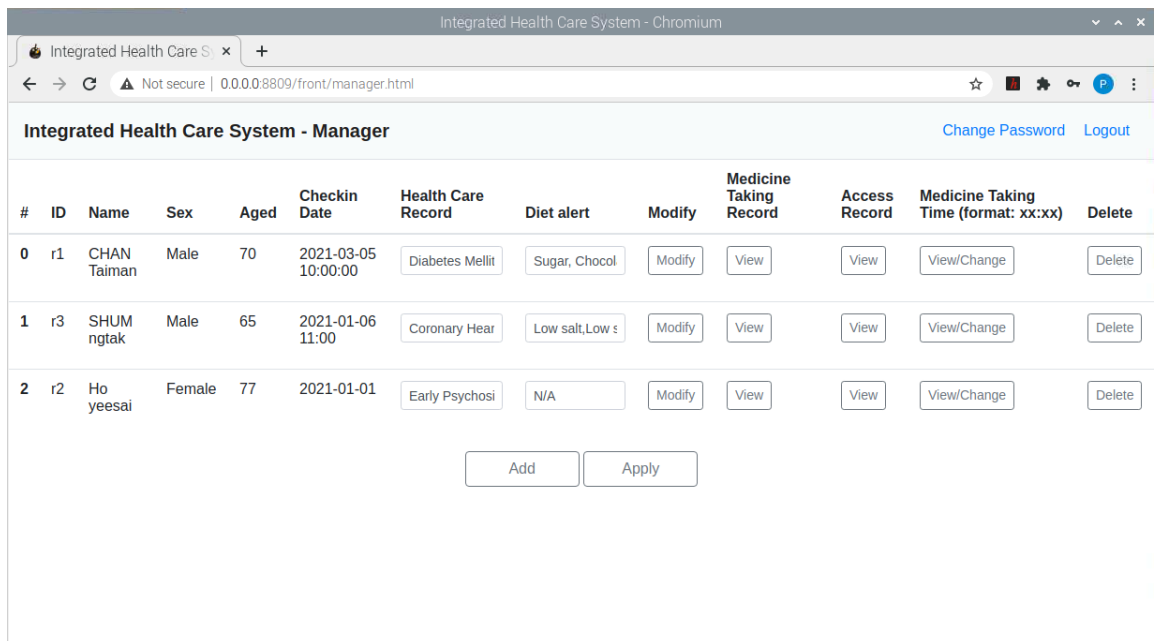 Integrated Health Care System - Chromium
Integrated Health Care S
Not secure | 0.0.0.0:8809/front/manager.html
P
Integrated Health Care System - Manager Change Password Logout
# ID Name Sex Aged Checkin Date Health Care Record Diet alert Modify Medicine Taking Record Access Record Medicine Taking Time (format: xx:xx) Delete
0 r1 CHAN Taiman Male 70 2021-03-05 10:00:00 Diabetes Mellit Sugar, Chocol Modify View View View/Change Delete
1 r3 SHUM ngtak Male 65 2021-01-06 11:00 Coronary Hear Low salt,Low s Modify View View View/Change Delete
2 r2 Ho yeesai Female 77 2021-01-01 Early Psychosi N/A Modify View View View/Change Delete
Add Apply